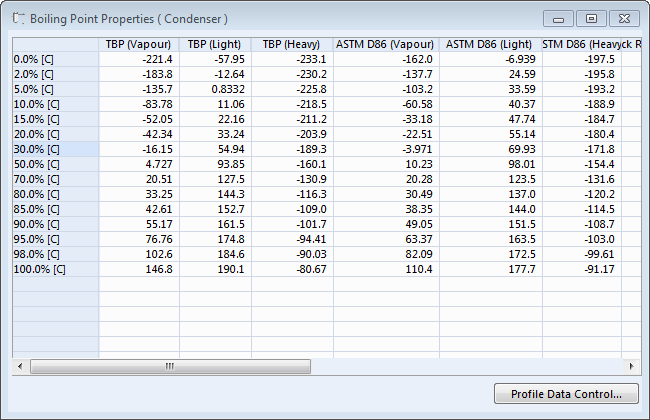 Boiling Point Properties ( Condenser )
TBP (Vapour) TBP (Light) TBP (Heavy) ASTM D86 (Vapour) ASTM D86 (Light) STM D86 (Heavy ck R
0.0% [C] -221.4 -57.95 -233.1 -162.0 -6.939 -197.5
2.0% [C] -183.8 -12.64 -230.2 -137.7 24.59 -195.8
5.0% [C] -135.7 0.8332 -225.8 -103.2 33.59 -193.2
10.0% [C] -83.78 11.06 -218.5 -60.58 40.37 -188.9
15.0% [C] -52.05 22.16 -211.2 -33.18 47.74 -184.7
20.0% [C] -42.34 33.24 -203.9 -22.51 55.14 -180.4
30.0% [C] -16.15 54.94 -189.3 -3.971 69.93 -171.8
50.0% [C] 4.727 93.85 -160.1 10.23 98.01 -154.4
70.0% [C] 20.51 127.5 -130.9 20.28 123.5 -131.6
80.0% [C] 33.25 144.3 -116.3 30.49 137.0 -120.2
85.0% [C] 42.61 152.7 -109.0 38.35 144.0 -114.5
90.0% [C] 55.17 161.5 -101.7 49.05 151.5 -108.7
95.0% [C] 76.76 174.8 -94.41 63.37 163.5 -103.0
98.0% [C] 102.6 184.6 -90.03 82.09 172.5 -99.61
100.0% [C] 146.8 190.1 -80.67 110.4 177.7 -91.17
Profile Data Control...